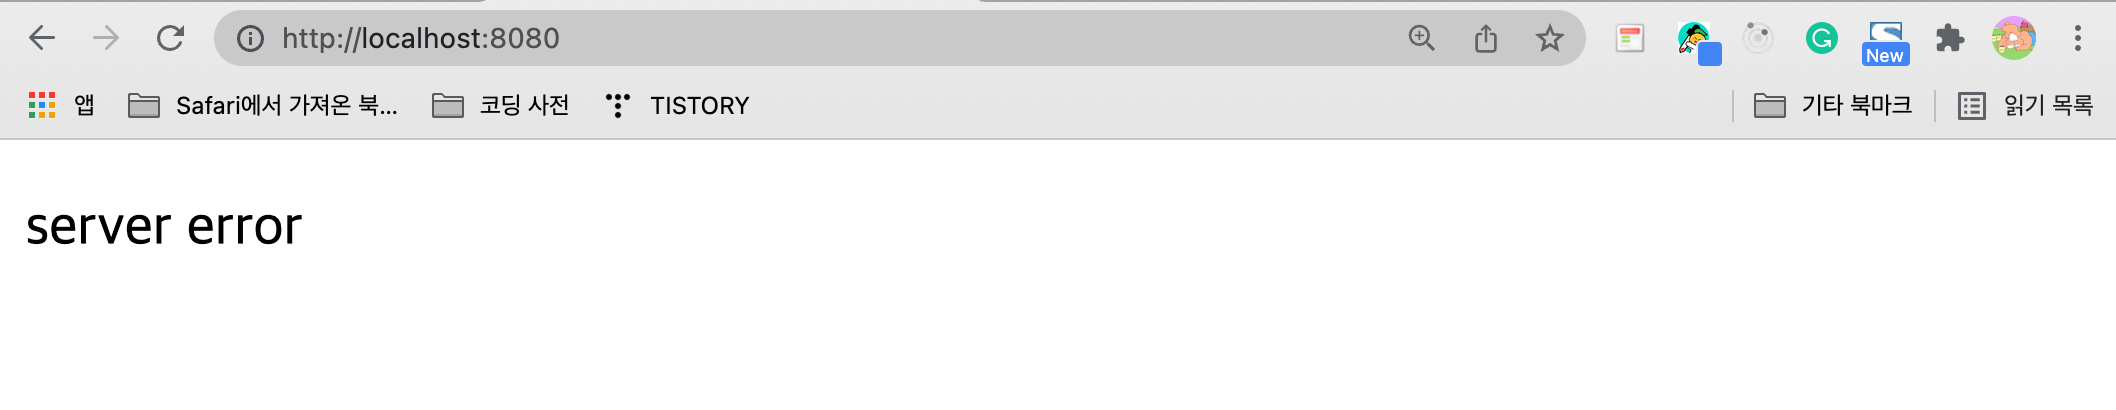 http://localhost:8080
New
앱
Safari에서 가져온 북...
코딩 사전
TISTORY
기타 북마크
읽기 목록
server error